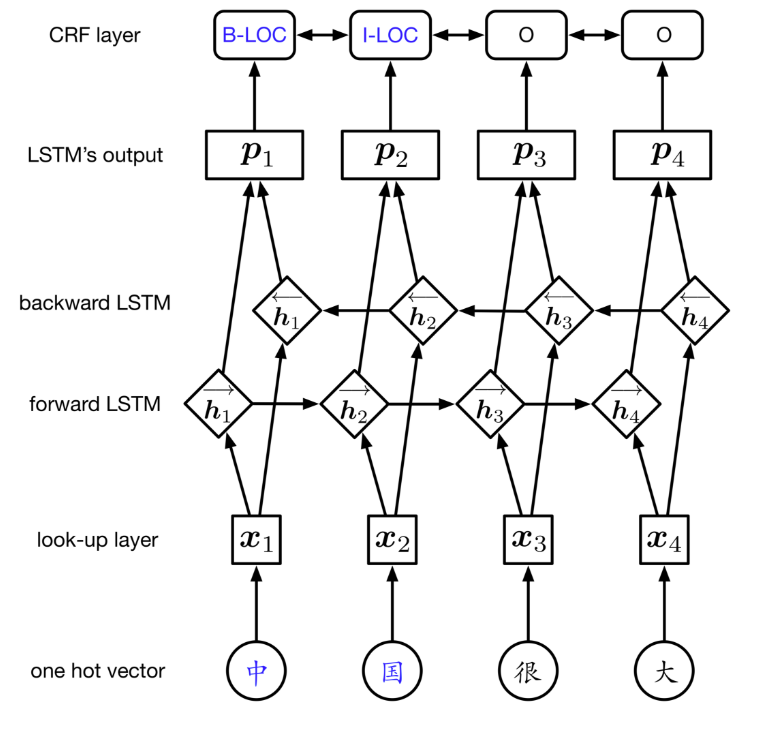 CRF layer B-LOC I-LOC O O
LSTM's output p1 p2 p3 p4
backward LSTM h1 h2 h3 h4
forward LSTM h1 h2 h3 h4
look-up layer x1 x2 x3 x4
one hot vector 中 国 很 大